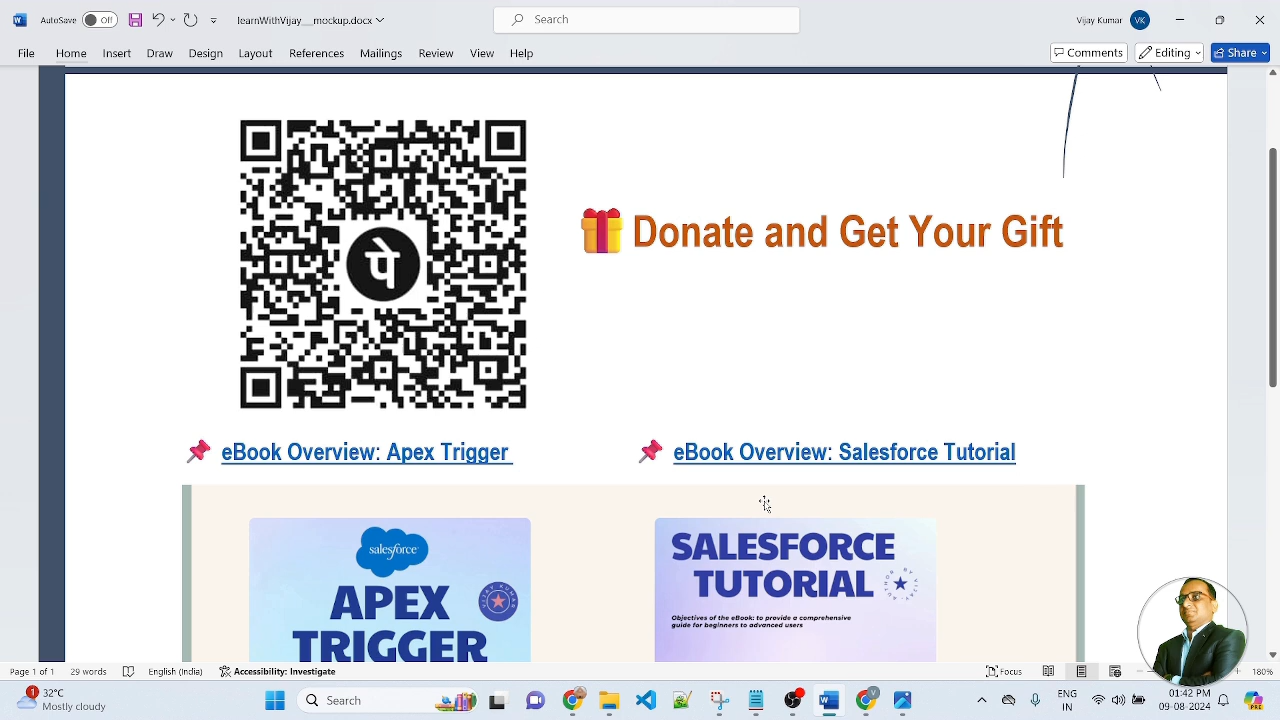 AutoSave Off learnWithVijay__mockup.docx Search Vijay Kumar VK
File Home Insert Draw Design Layout References Mailings Review View Help Comments Editing Share
पे
Donate and Get Your Gift
eBook Overview: Apex Trigger
eBook Overview: Salesforce Tutorial
salesforce
APEX
TRIGGER
SALESFORCE
TUTORIAL
Objectives of the eBook: to provide a comprehensive
guide for beginners to advanced users
Page 1 of 1 29 words English (India) Accessibility: Investigate Focus 180%
1 32°C
Mostly cloudy
Search
ENG
IN
01:42 PM
09-08-2024